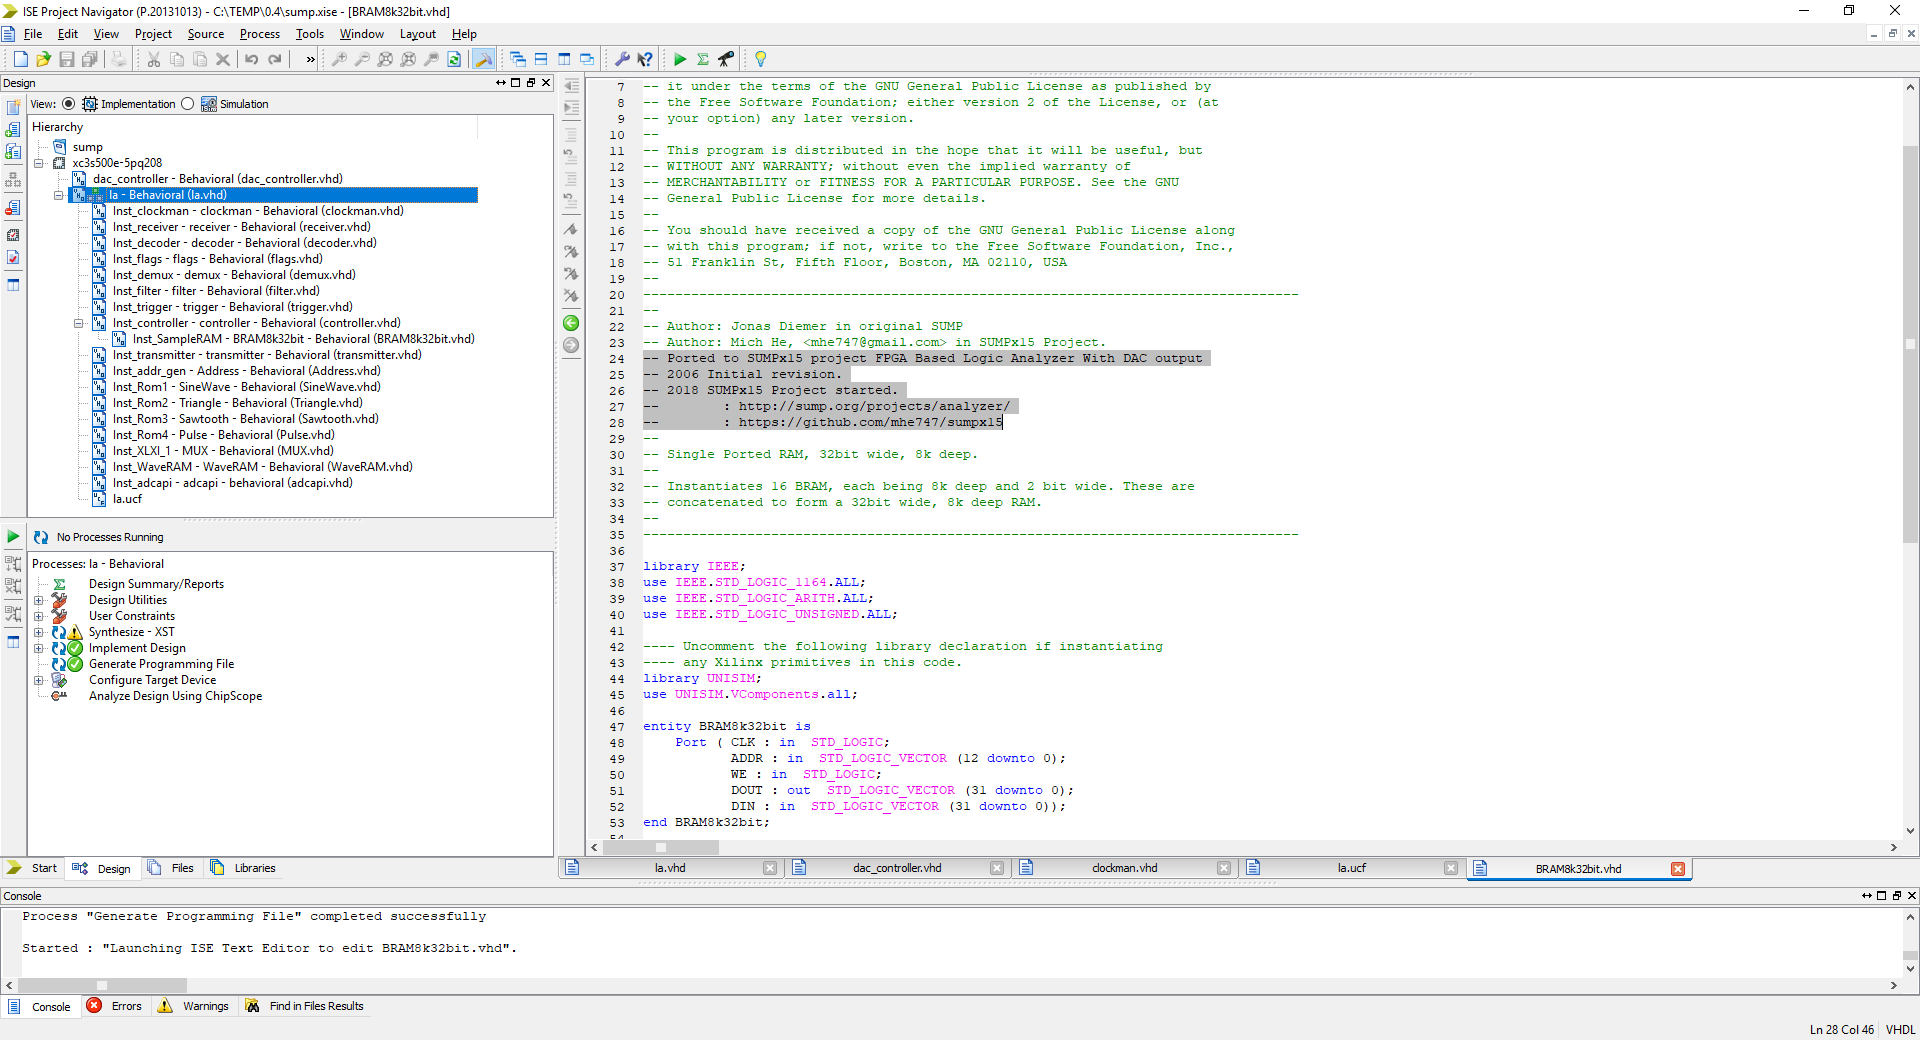 ISE Project Navigator (P.20131013) - C:\TEMP\0.4\sump.xise - [BRAM8k32bit.vhd]
File Edit View Project Source Process Tools Window Layout Help
Design
View: Implementation Simulation
Hierarchy
sump
xc3s500e-5pq208
dac_controller - Behavioral (dac_controller.vhd)
la - Behavioral (la.vhd)
Inst_clockman - clockman - Behavioral (clockman.vhd)
Inst_receiver - receiver - Behavioral (receiver.vhd)
Inst_decoder - decoder - Behavioral (decoder.vhd)
Inst_flags - flags - Behavioral (flags.vhd)
Inst_demux - demux - Behavioral (demux.vhd)
Inst_filter - filter - Behavioral (filter.vhd)
Inst_trigger - trigger - Behavioral (trigger.vhd)
Inst_controller - controller - Behavioral (controller.vhd)
Inst_SampleRAM - BRAM8k32bit - Behavioral (BRAM8k32bit.vhd)
Inst_transmitter - transmitter - Behavioral (transmitter.vhd)
Inst_addr_gen - Address - Behavioral (Address.vhd)
Inst_Rom1 - SineWave - Behavioral (SineWave.vhd)
Inst_Rom2 - Triangle - Behavioral (Triangle.vhd)
Inst_Rom3 - Sawtooth - Behavioral (Sawtooth.vhd)
Inst_Rom4 - Pulse - Behavioral (Pulse.vhd)
Inst_XLXI_1 - MUX - Behavioral (MUX.vhd)
Inst_WaveRAM - WaveRAM - Behavioral (WaveRAM.vhd)
Inst_adcapi - adcapi - behavioral (adcapi.vhd)
la.ucf
No Processes Running
Processes: la - Behavioral
Design Summary/Reports
Design Utilities
User Constraints
Synthesize - XST
Implement Design
Generate Programming File
Configure Target Device
Analyze Design Using ChipScope
Start Design Files Libraries
7 -- it under the terms of the GNU General Public License as published by
8 -- the Free Software Foundation; either version 2 of the License, or (at
9 -- your option) any later version.
10 --
11 -- This program is distributed in the hope that it will be useful, but
12 -- WITHOUT ANY WARRANTY; without even the implied warranty of
13 -- MERCHANTABILITY or FITNESS FOR A PARTICULAR PURPOSE. See the GNU
14 -- General Public License for more details.
15 --
16 -- You should have received a copy of the GNU General Public License along
17 -- with this program; if not, write to the Free Software Foundation, Inc.,
18 -- 51 Franklin St, Fifth Floor, Boston, MA 02110, USA
19 --
20 ----------------------------------------------------------------------------------
21 --
22 -- Author: Jonas Diemer in original SUMP
23 -- Author: Mich He, <mhe747@gmail.com> in SUMPx15 Project.
24 -- Ported to SUMPx15 project FPGA Based Logic Analyzer With DAC output
25 -- 2006 Initial revision.
26 -- 2018 SUMPx15 Project started.
27 -- : http://sump.org/projects/analyzer/
28 -- : https://github.com/mhe747/sumpx15
29 --
30 -- Single Ported RAM, 32bit wide, 8k deep.
31 --
32 -- Instantiates 16 BRAM, each being 8k deep and 2 bit wide. These are
33 -- concatenated to form a 32bit wide, 8k deep RAM.
34 --
35 ----------------------------------------------------------------------------------
36
37 library IEEE;
38 use IEEE.STD_LOGIC_1164.ALL;
39 use IEEE.STD_LOGIC_ARITH.ALL;
40 use IEEE.STD_LOGIC_UNSIGNED.ALL;
41
42 ---- Uncomment the following library declaration if instantiating
43 ---- any Xilinx primitives in this code.
44 library UNISIM;
45 use UNISIM.VComponents.all;
46
47 entity BRAM8k32bit is
48 Port ( CLK : in STD_LOGIC;
49 ADDR : in STD_LOGIC_VECTOR (12 downto 0);
50 WE : in STD_LOGIC;
51 DOUT : out STD_LOGIC_VECTOR (31 downto 0);
52 DIN : in STD_LOGIC_VECTOR (31 downto 0));
53 end BRAM8k32bit;
54
la.vhd dac_controller.vhd clockman.vhd la.ucf BRAM8k32bit.vhd
Console
Process "Generate Programming File" completed successfully
Started : "Launching ISE Text Editor to edit BRAM8k32bit.vhd".
Console Errors Warnings Find in Files Results
Ln 28 Col 46 VHDL